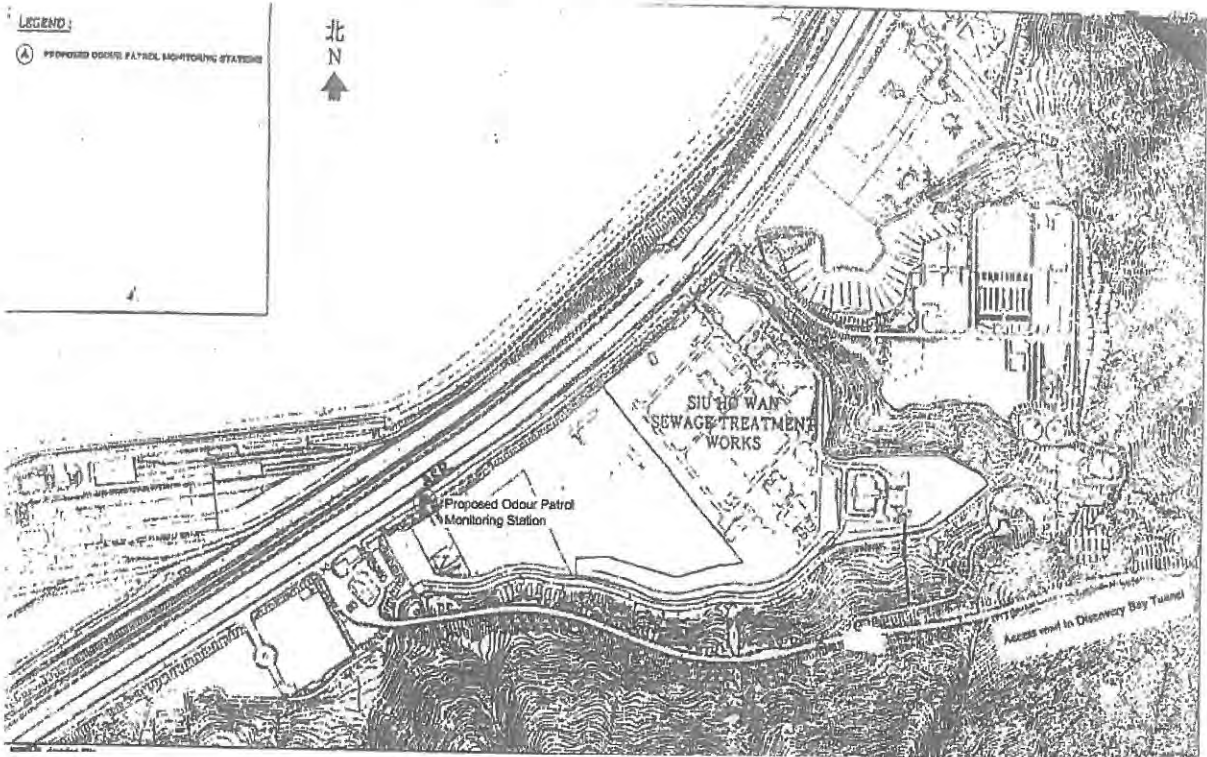 LEGEND :
A PROPOSED ODOUR PATROL MONITORING STATIONS
北
N
SIU HO WAN
SEWAGE TREATMENT
WORKS
Proposed Odour Patrol
Monitoring Station
Access road to Discovery Bay Tunnel